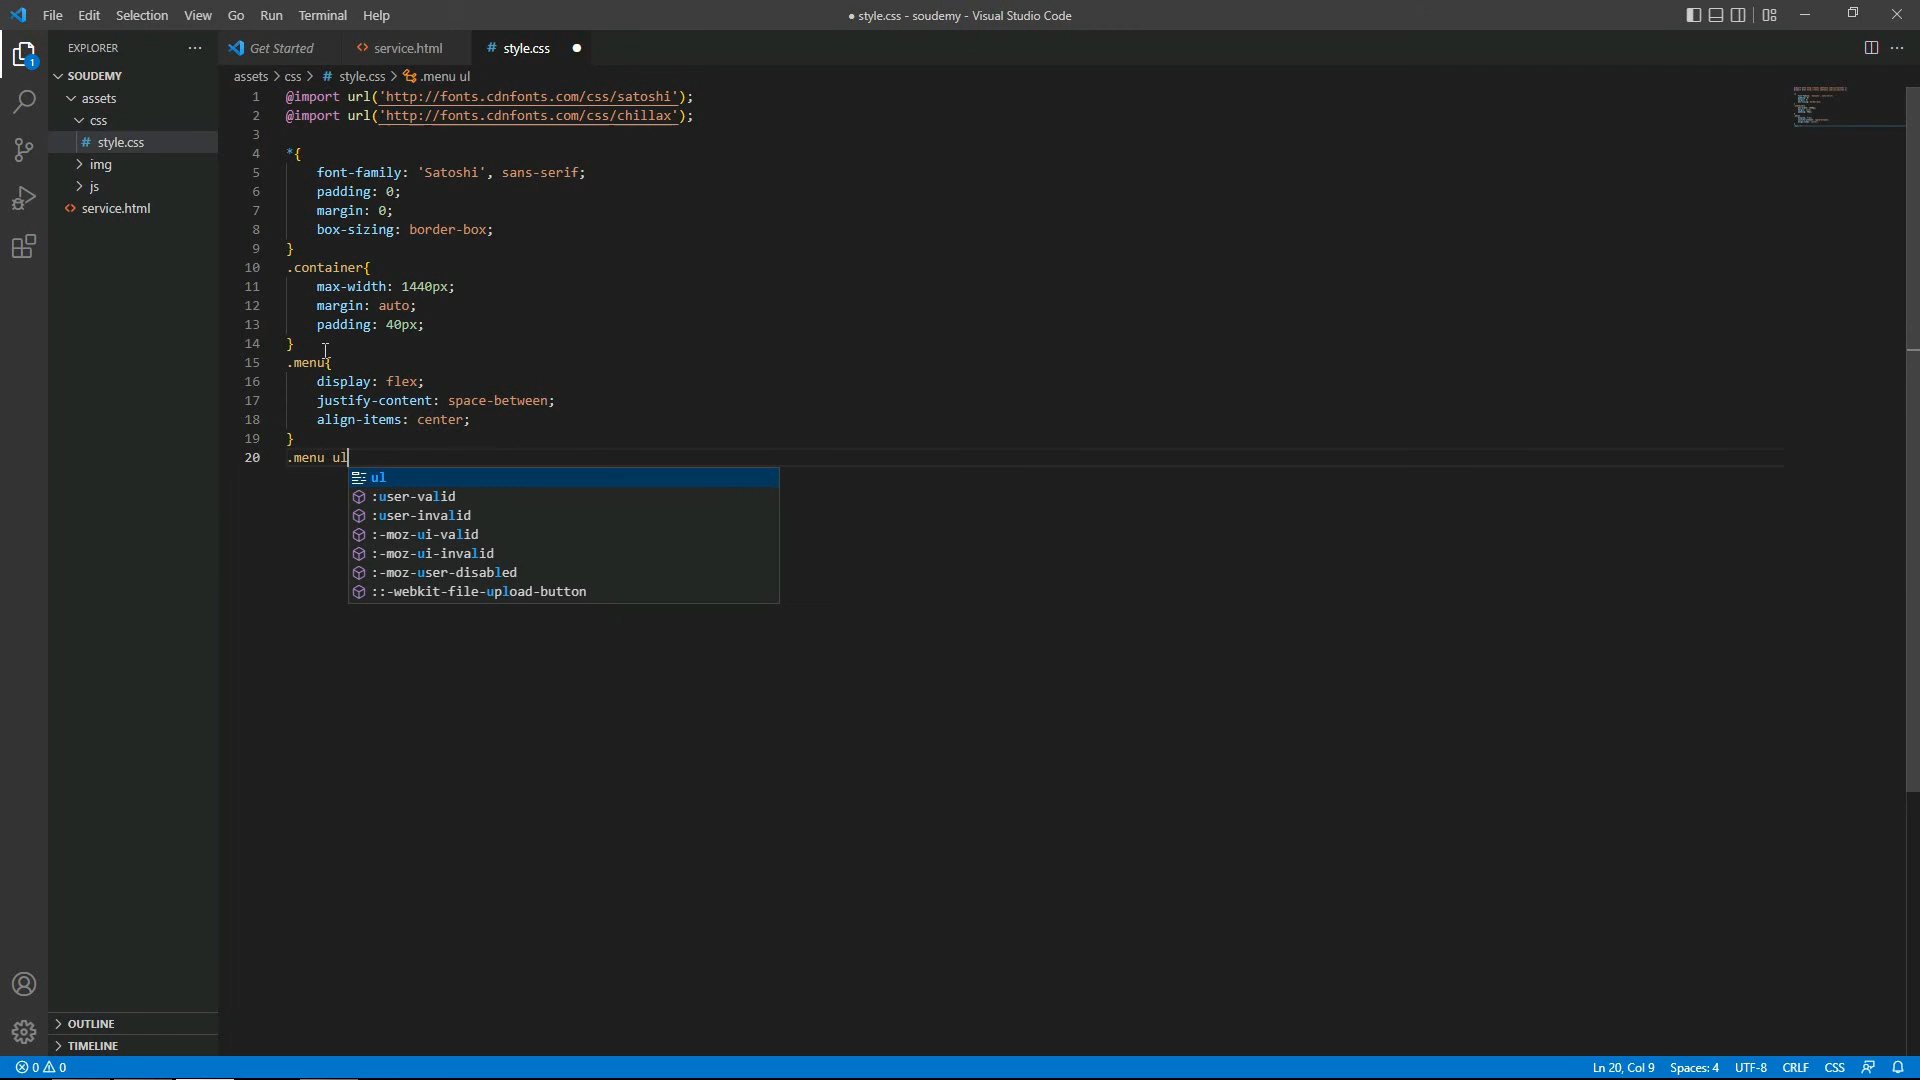 File Edit Selection View Go Run Terminal Help
● style.css - soudemy - Visual Studio Code
EXPLORER
Get Started
service.html
# style.css
assets > css > # style.css > .menu ul
SOUDEMY
assets
css
# style.css
img
js
service.html
1 @import url('http://fonts.cdnfonts.com/css/satoshi');
2 @import url('http://fonts.cdnfonts.com/css/chillax');
3
4 *{
5 font-family: 'Satoshi', sans-serif;
6 padding: 0;
7 margin: 0;
8 box-sizing: border-box;
9 }
10 .container{
11 max-width: 1440px;
12 margin: auto;
13 padding: 40px;
14 }
15 .menu{
16 display: flex;
17 justify-content: space-between;
18 align-items: center;
19 }
20 .menu ul
ul
:user-valid
:user-invalid
:-moz-ui-valid
:-moz-ui-invalid
:-moz-user-disabled
::-webkit-file-upload-button
1
OUTLINE
TIMELINE
0 0
Ln 20, Col 9 Spaces: 4 UTF-8 CRLF CSS